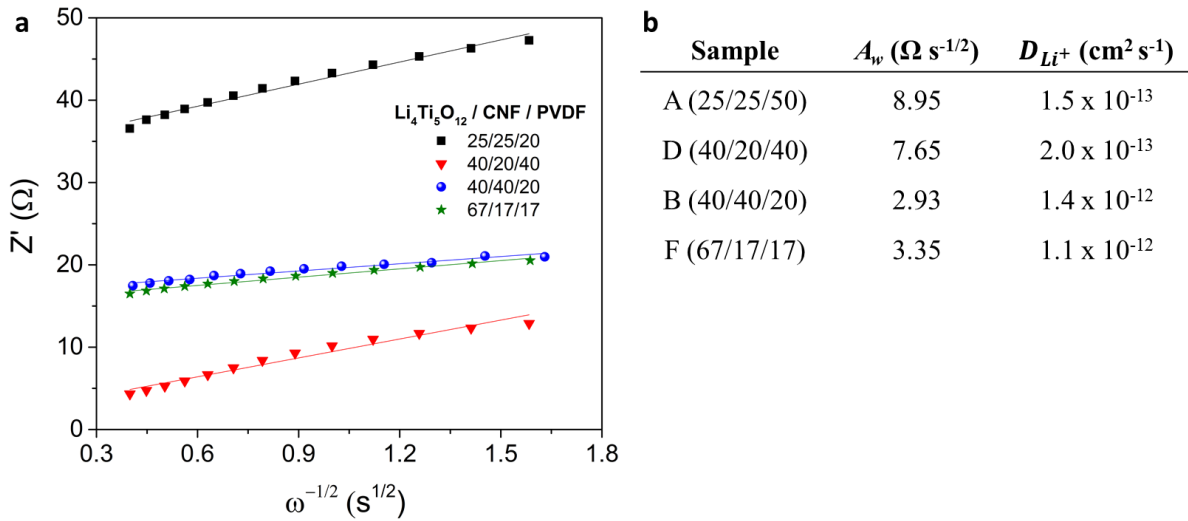 a
50
40
30
20
10
0
Z' (Ω)
Li₄Ti₅O₁₂ / CNF / PVDF
25/25/20
40/20/40
40/40/20
67/17/17
0.3 0.6 0.9 1.2 1.5 1.8
ω⁻¹/² (s¹/²)
b
Sample A_w (Ω s⁻¹/²) D_Li⁺ (cm² s⁻¹)
A (25/25/50) 8.95 1.5 x 10⁻¹³
D (40/20/40) 7.65 2.0 x 10⁻¹³
B (40/40/20) 2.93 1.4 x 10⁻¹²
F (67/17/17) 3.35 1.1 x 10⁻¹²